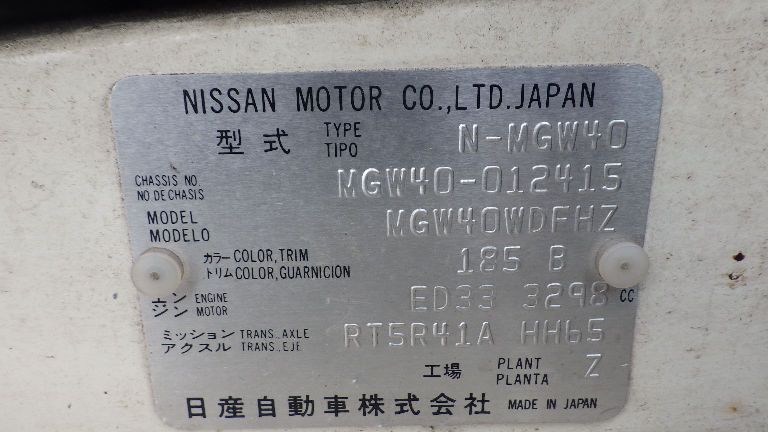 NISSAN MOTOR CO.,LTD.JAPAN
型式 TYPE TIPO N-MGW40
CHASSIS NO. NO.DE CHASIS MGW40-012415
MODEL MODELO MGW40WDFHZ
カラー COLOR,TRIM
トリム COLOR,GUARNICION 185 B
エンジン ENGINE MOTOR ED33 3298 CC
ミッション TRANS.,AXLE
アクスル TRANS.,EJE RT5R41A HH65
工場 PLANT PLANTA Z
日産自動車株式会社 MADE IN JAPAN